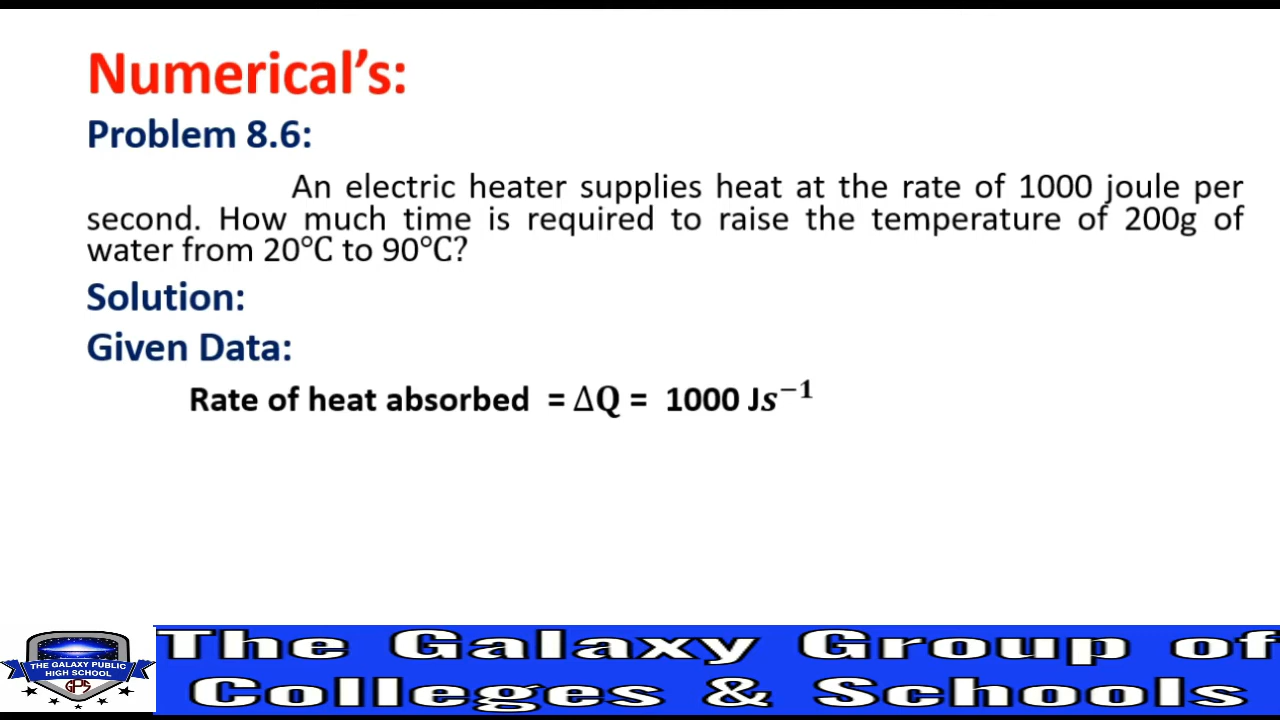 Numerical's:
Problem 8.6:
An electric heater supplies heat at the rate of 1000 joule per
second. How much time is required to raise the temperature of 200g of
water from 20°C to 90°C?
Solution:
Given Data:
Rate of heat absorbed = ΔQ = 1000 Js⁻¹
THE GALAXY PUBLIC
HIGH SCHOOL
GPS
The Galaxy Group of
Colleges & Schools